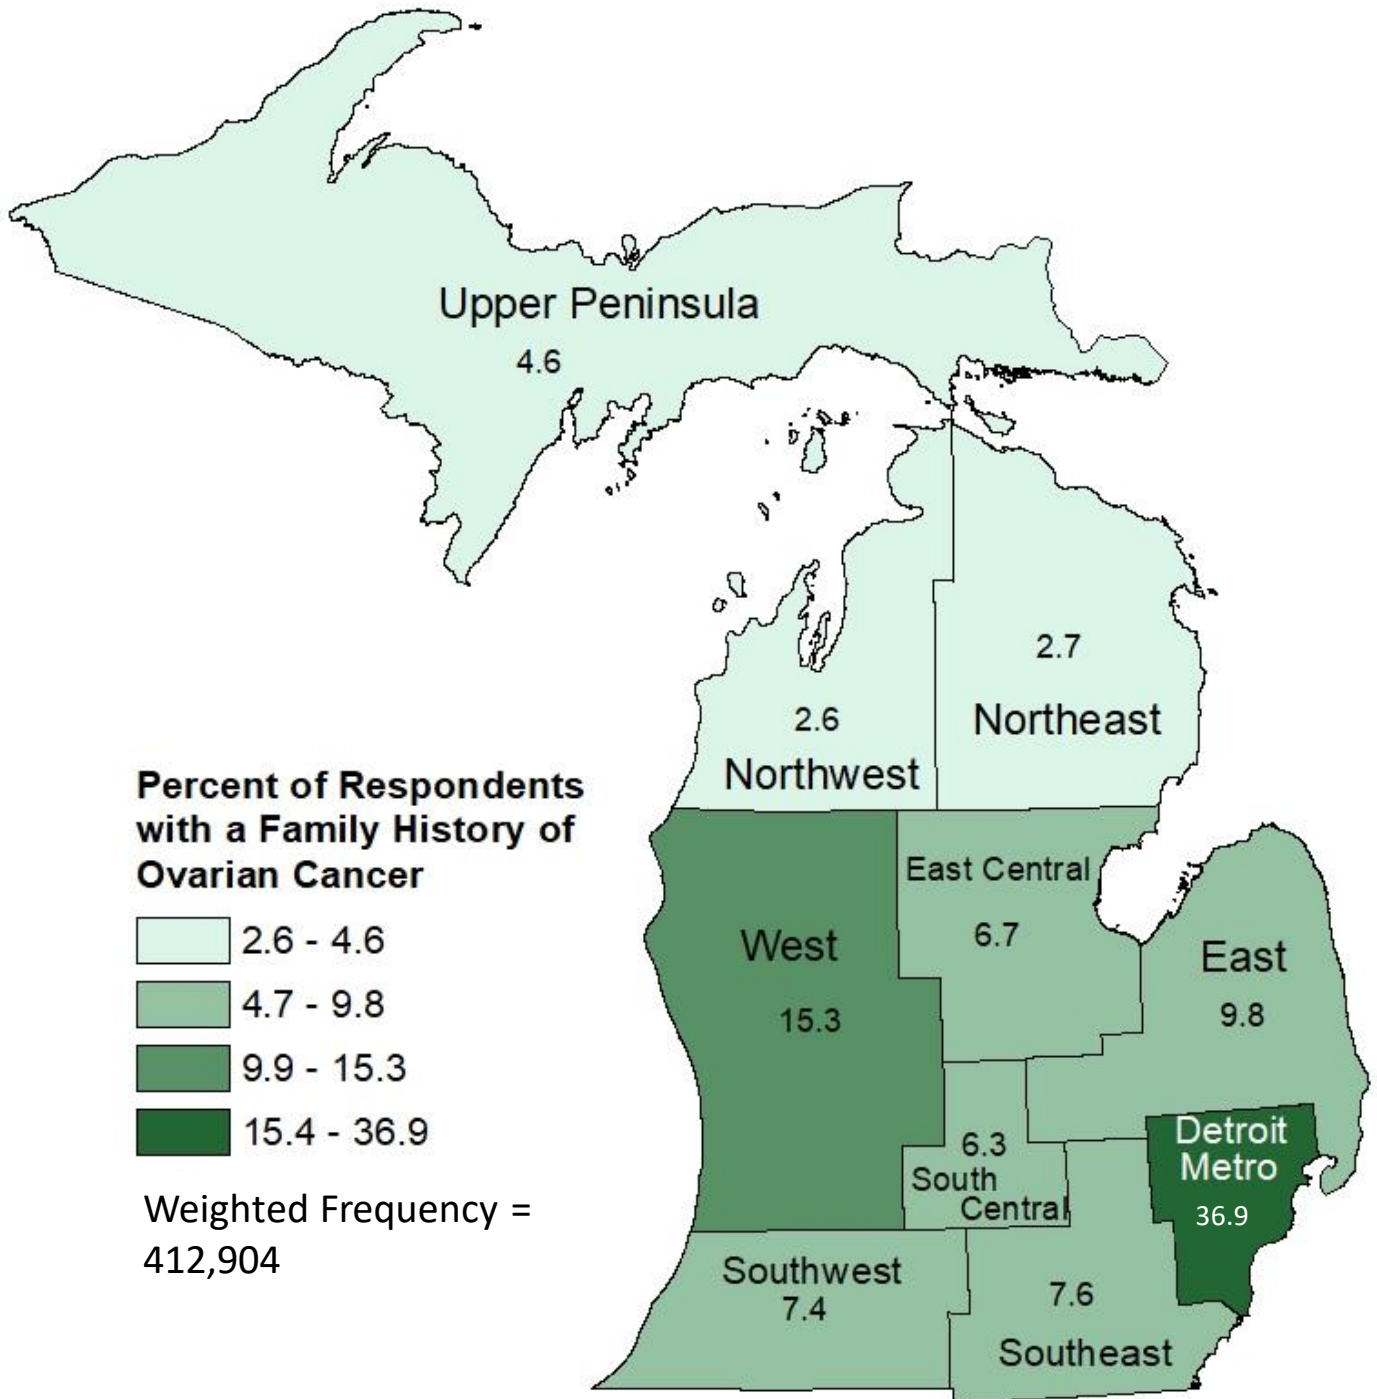 Upper Peninsula
4.6
2.7
Northeast
2.6
Northwest
Percent of Respondents
with a Family History of
Ovarian Cancer
2.6 - 4.6
4.7 - 9.8
9.9 - 15.3
15.4 - 36.9
Weighted Frequency =
412,904
East Central
6.7
West
15.3
East
9.8
Detroit
Metro
36.9
6.3
South
Central
Southwest
7.4
7.6
Southeast